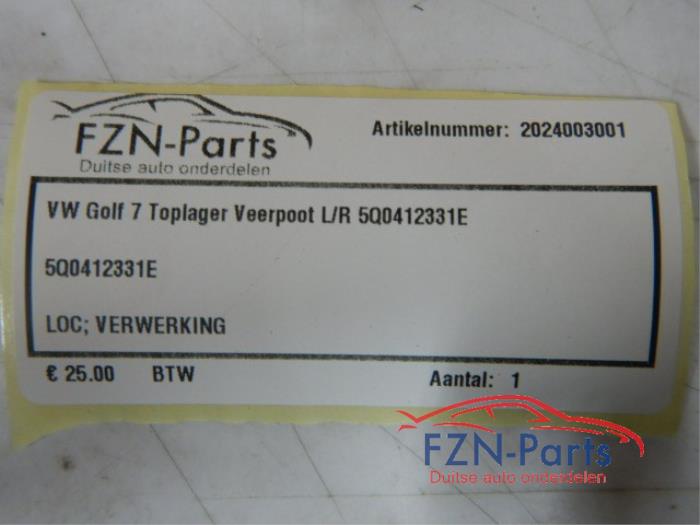 FZN-Parts
Duitse auto onderdelen
Artikelnummer: 2024003001
VW Golf 7 Toplager Veerpoot L/R 5Q0412331E
5Q0412331E
LOC; VERWERKING
€ 25.00 BTW Aantal: 1
FZN-Parts
Duitse auto onderdelen